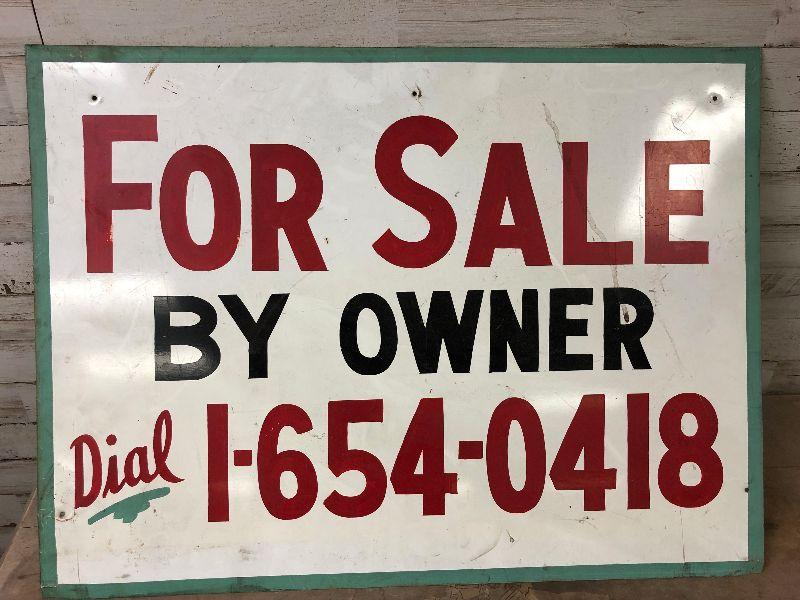 FOR SALE
BY OWNER
Dial 1-654-0418